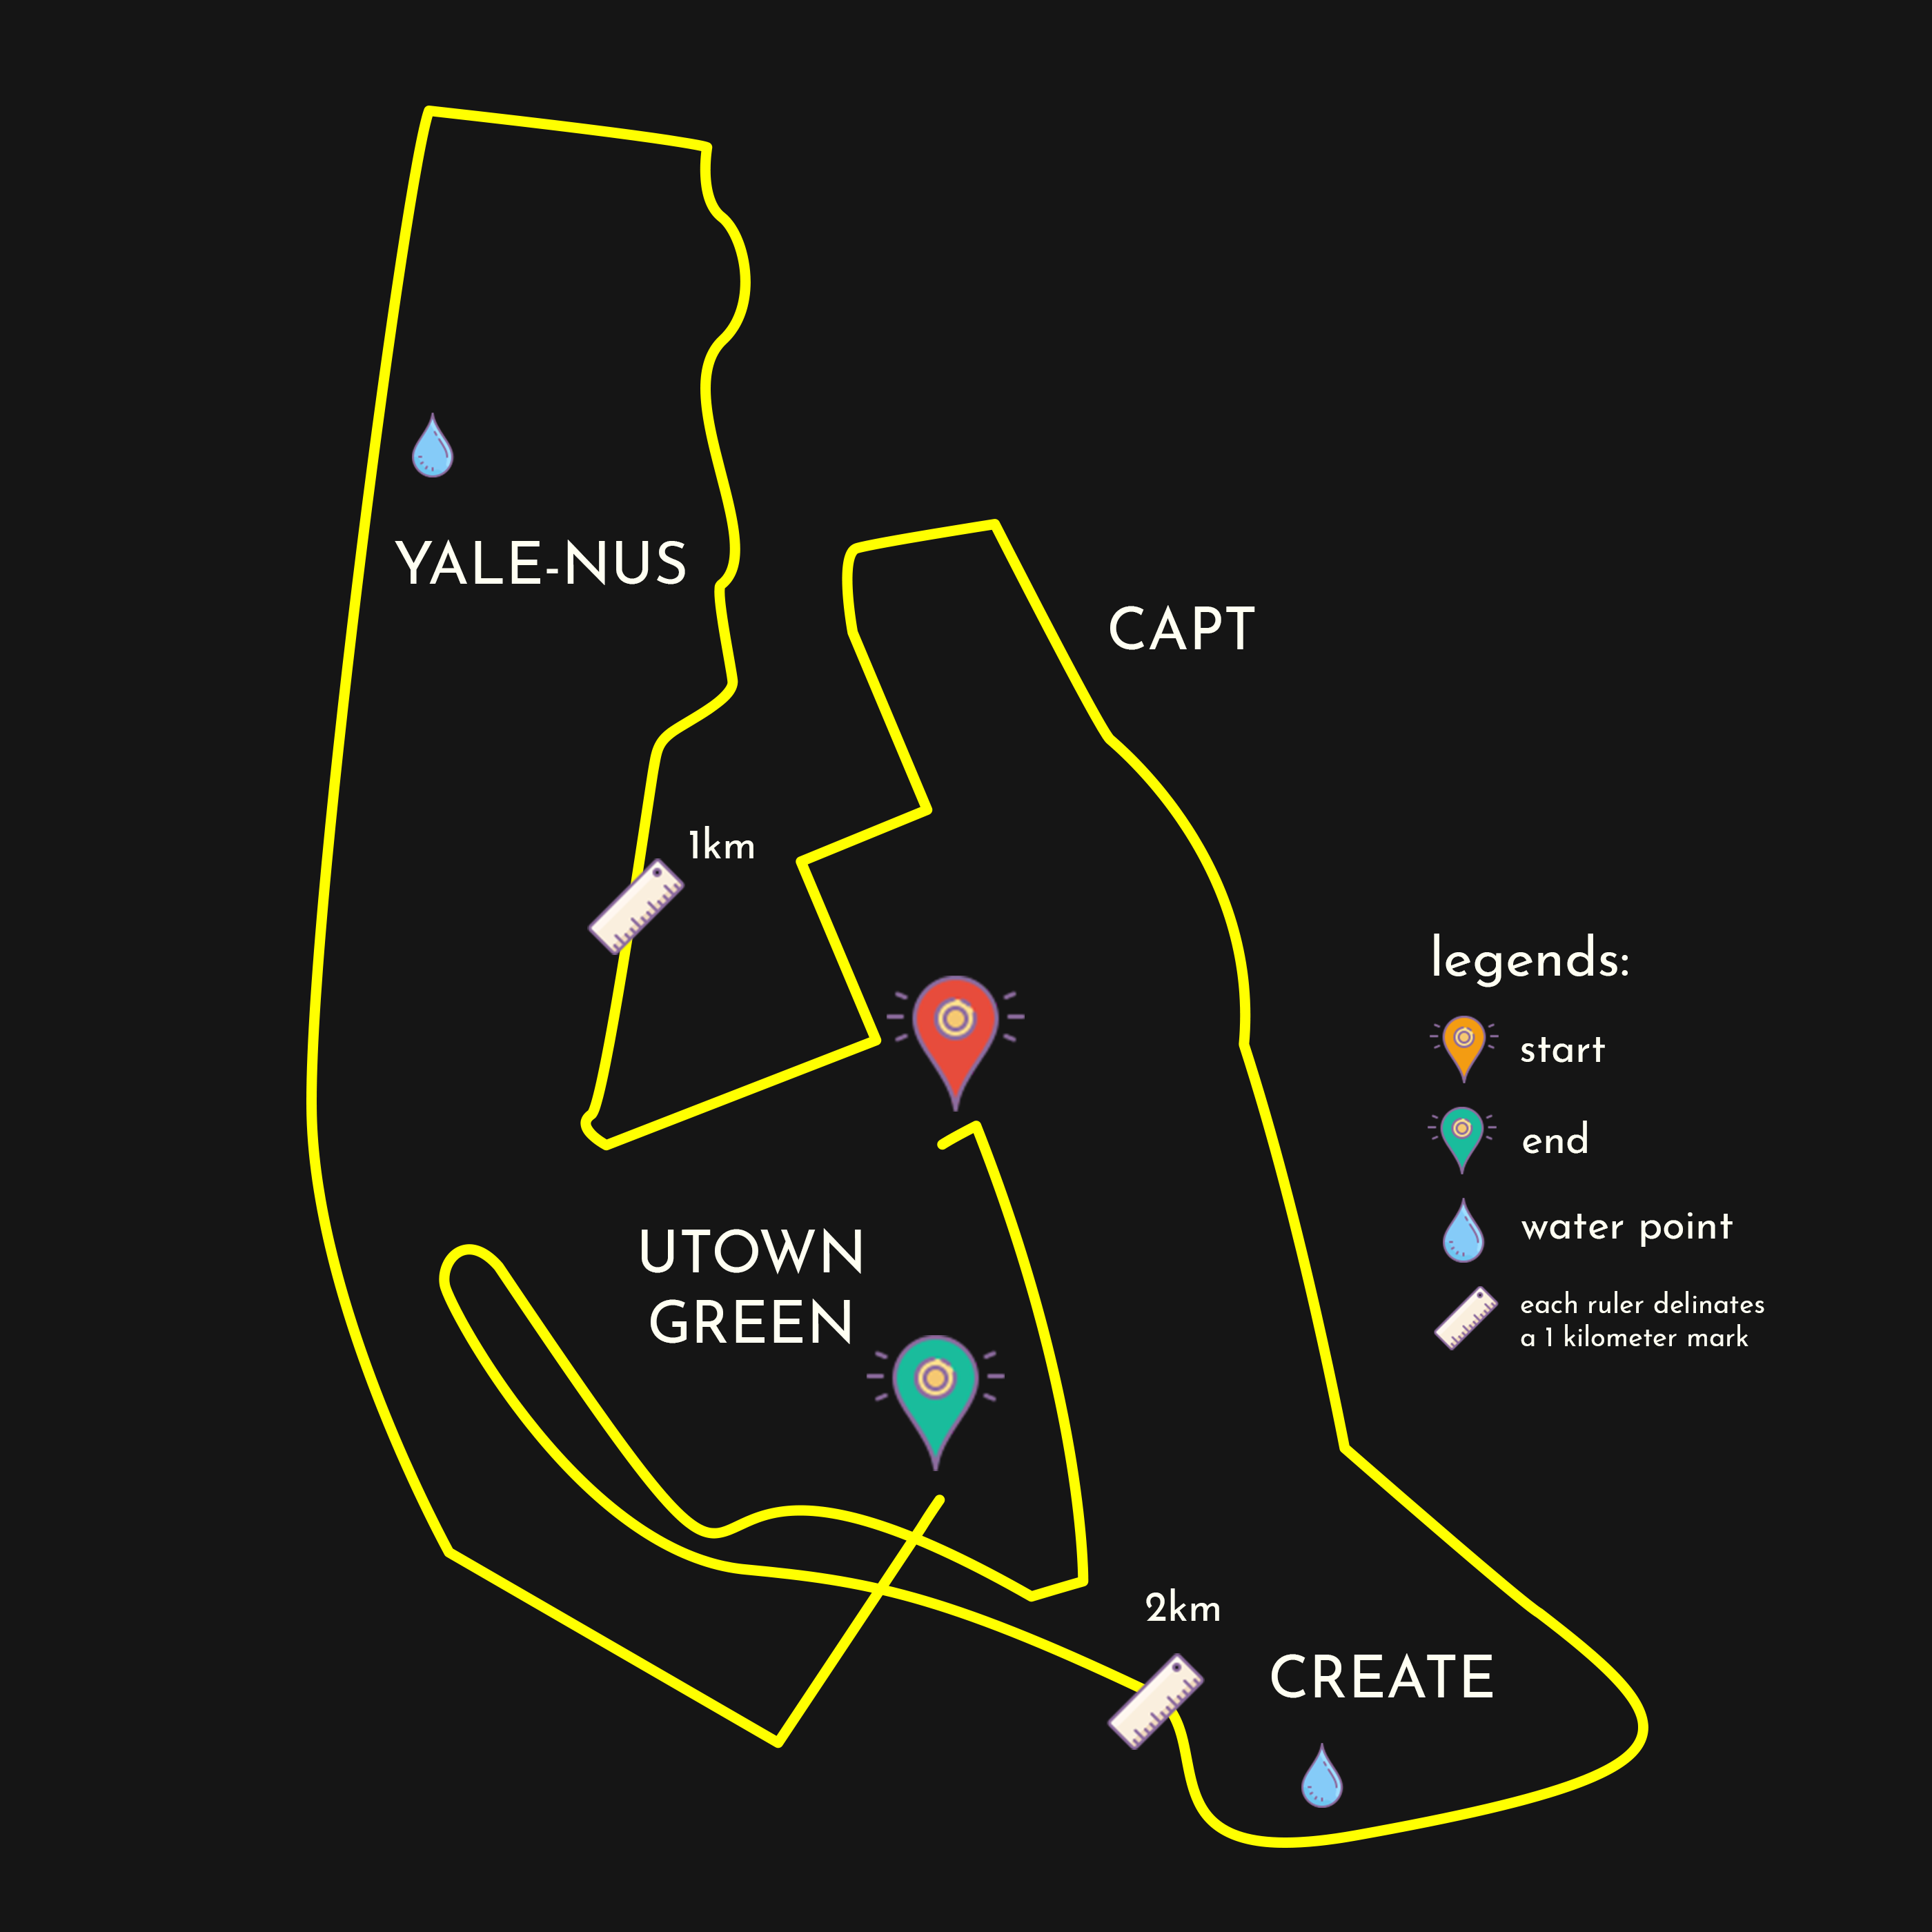 YALE-NUS
CAPT
1km
legends:
start
end
water point
each ruler delinates
a 1 kilometer mark
UTOWN
GREEN
2km
CREATE